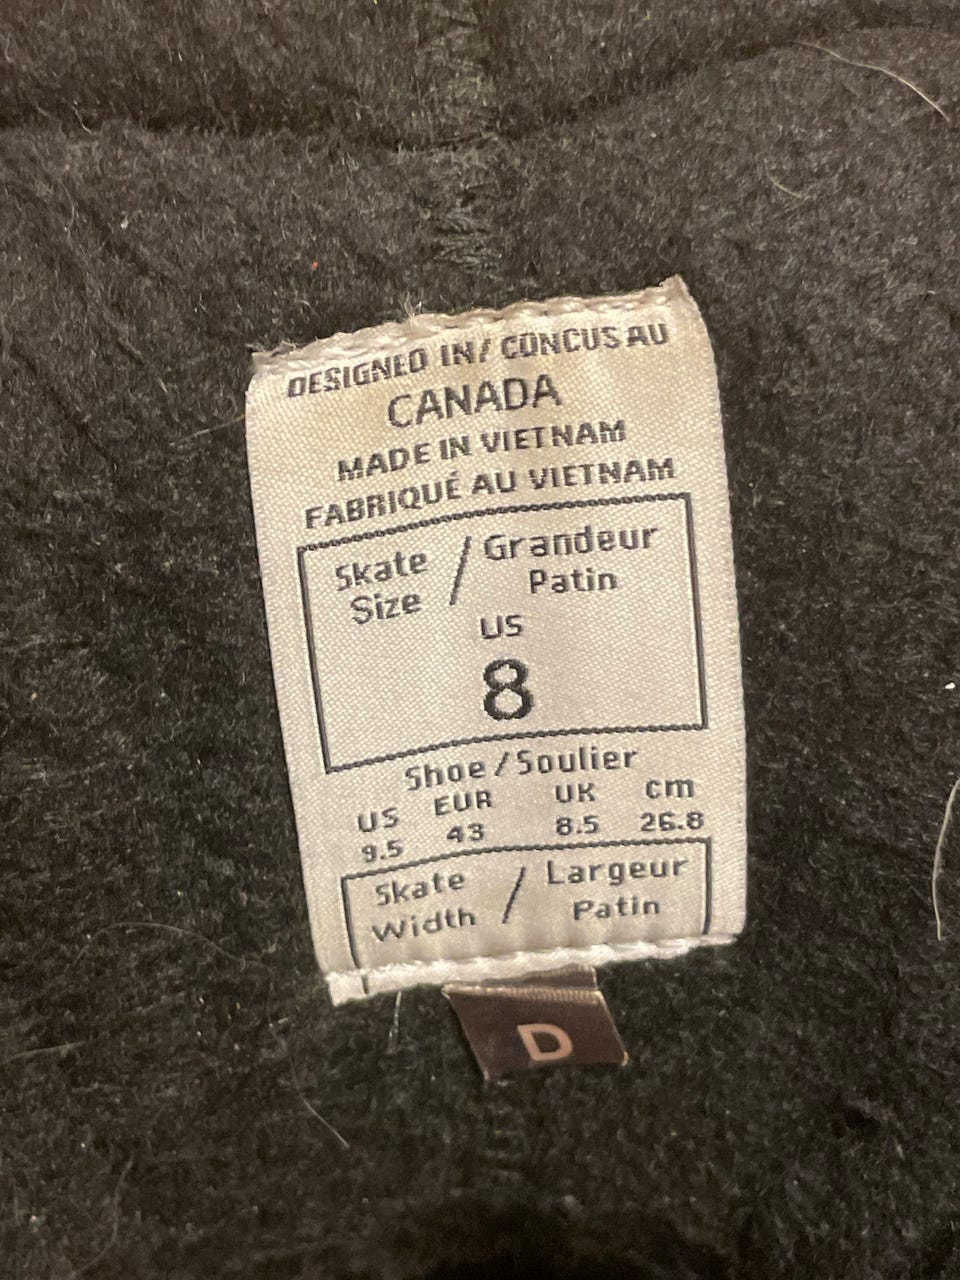 DESIGNED IN/ CONCUS AU
CANADA
MADE IN VIETNAM
FABRIQUÉ AU VIETNAM
Skate Size / Grandeur Patin
US
8
Shoe/Soulier
US EUR UK cm
9.5 43 8.5 26.8
Skate Width / Largeur Patin
D